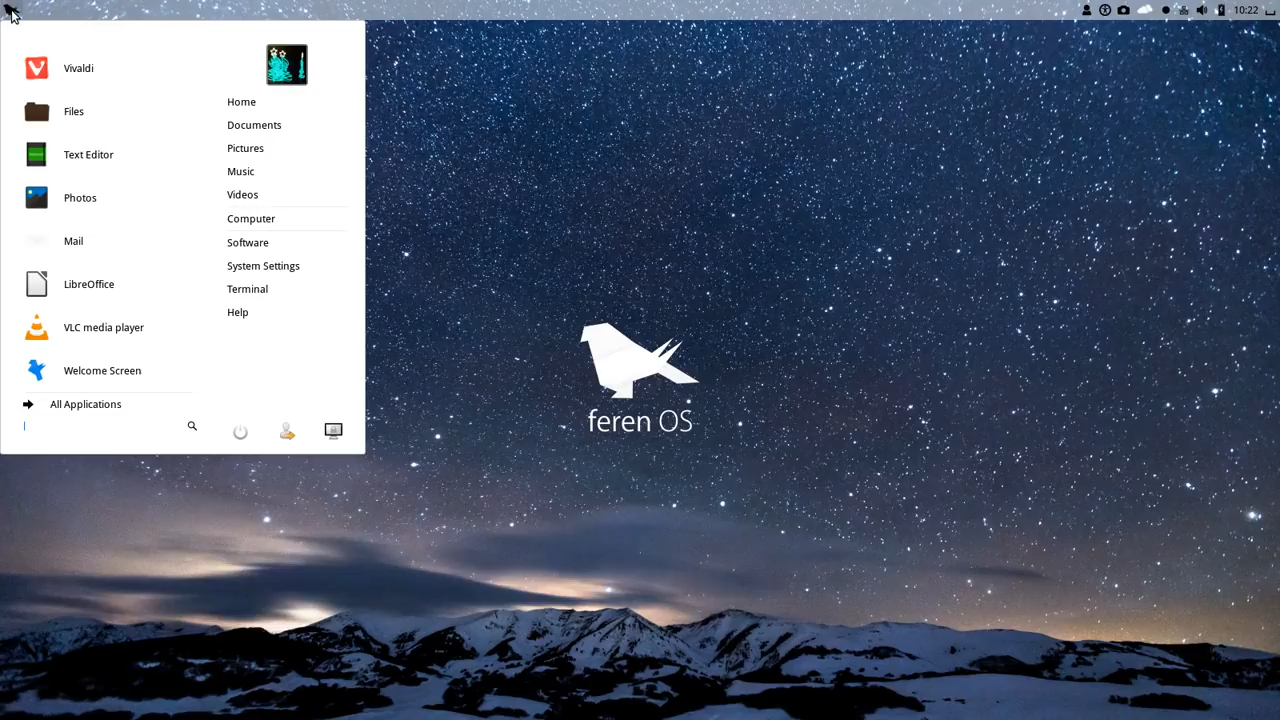 10:22
Vivaldi
Files
Text Editor
Photos
Mail
LibreOffice
VLC media player
Welcome Screen
All Applications
Home
Documents
Pictures
Music
Videos
Computer
Software
System Settings
Terminal
Help
feren OS